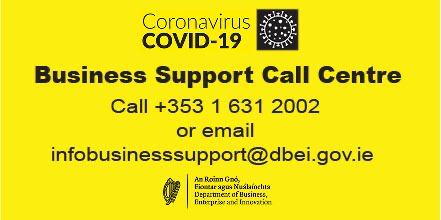 Coronavirus
COVID-19
Business Support Call Centre
Call +353 1 631 2002
or email
infobusinesssupport@dbei.gov.ie
An Roinn Gnó,
Fiontar agus Nuálaíochta
Department of Business,
Enterprise and Innovation